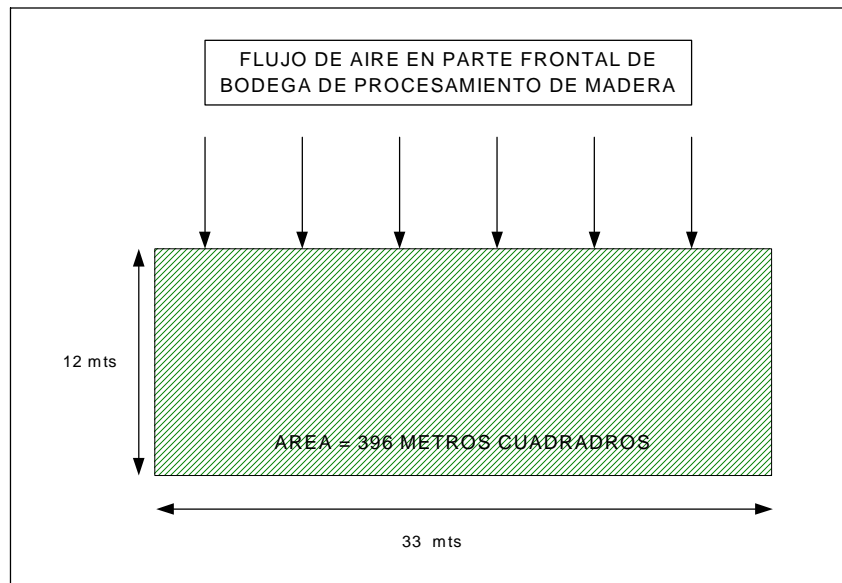 FLUJO DE AIRE EN PARTE FRONTAL DE
BODEGA DE PROCESAMIENTO DE MADERA
12 mts
AREA = 396 METROS CUADRADROS
33 mts